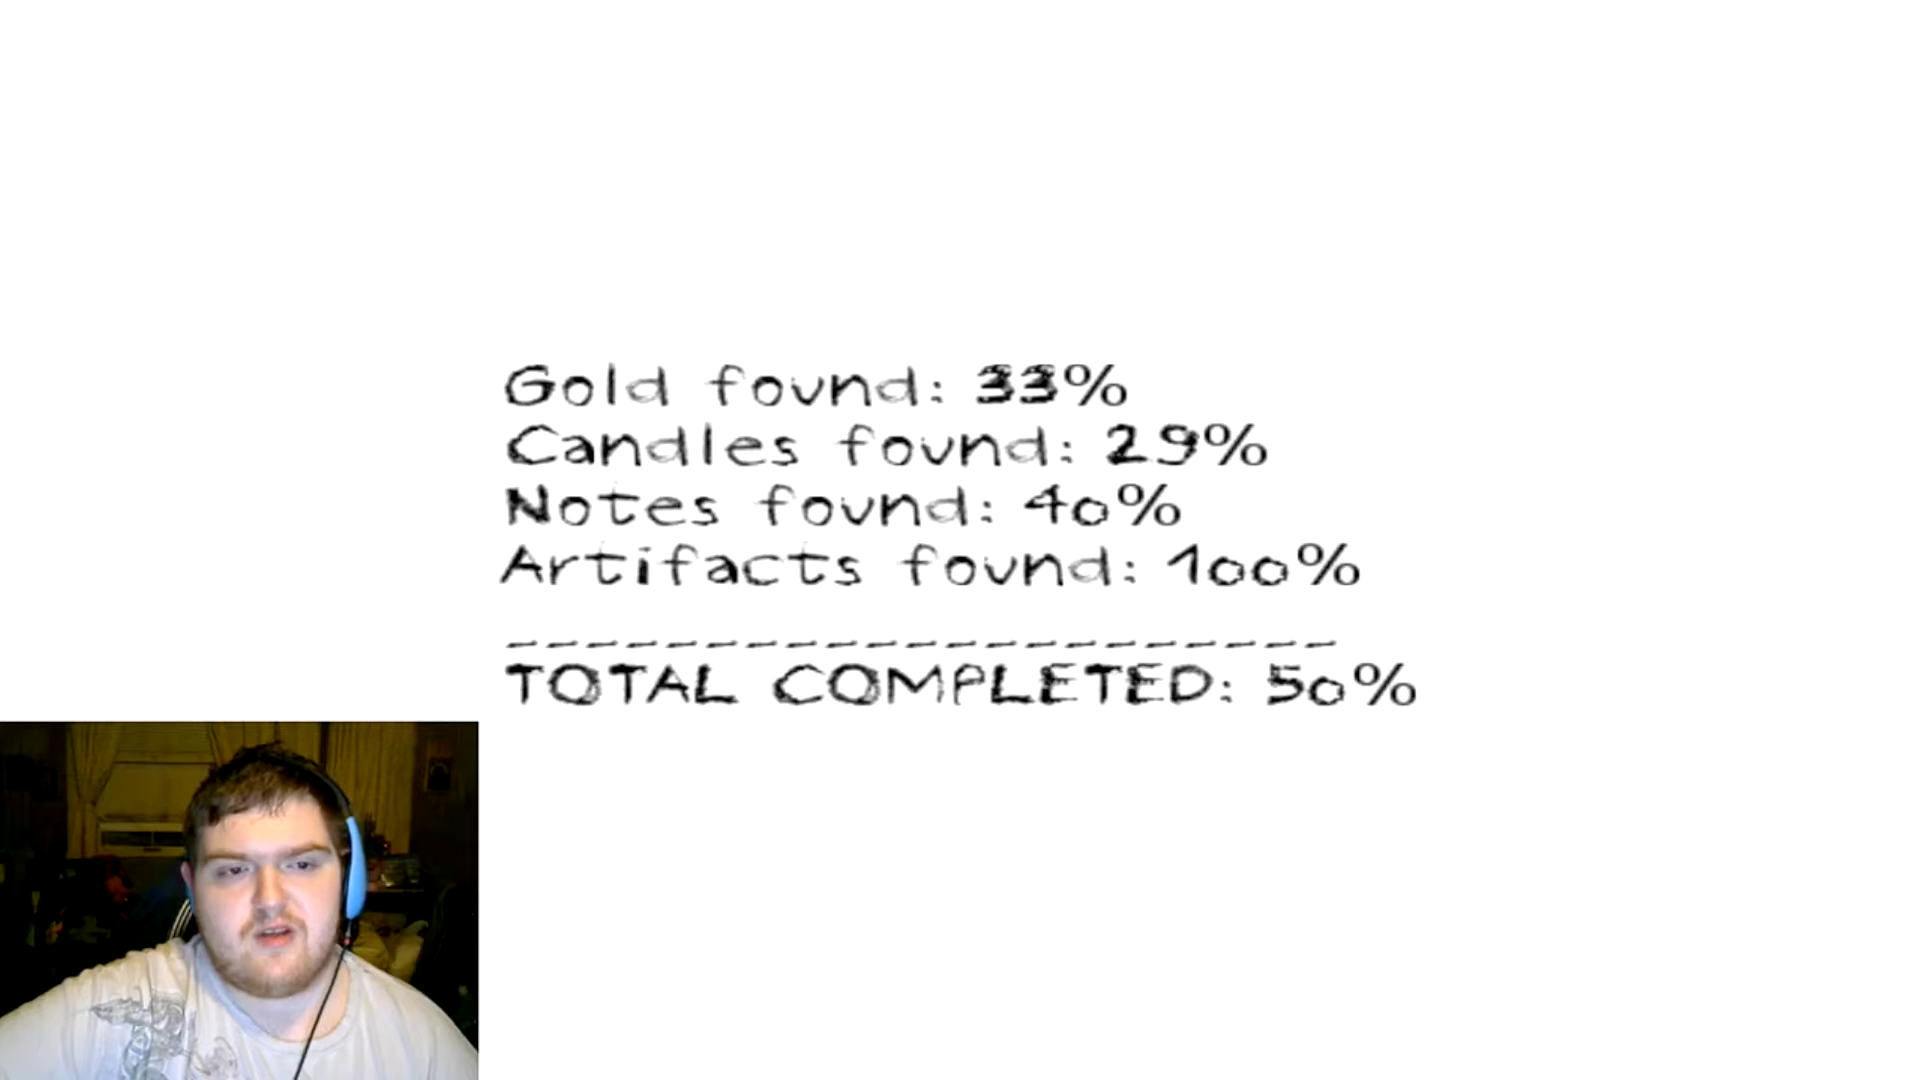 Gold found: 33%
Candles found: 29%
Notes found: 40%
Artifacts found: 100%
_ _ _ _ _ _ _ _ _ _ _ _ _ _ _ _ _ _ _ _ _
TOTAL COMPLETED: 50%